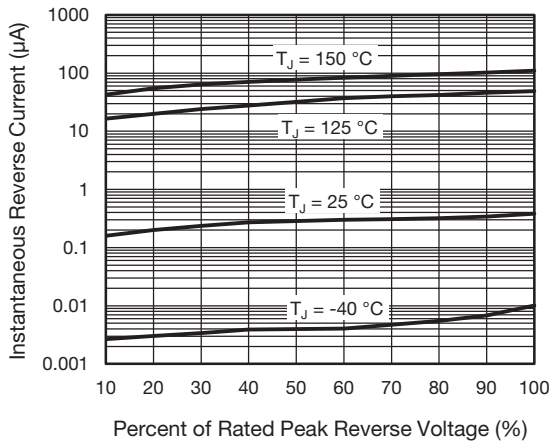 Instantaneous Reverse Current (μA)
1000
100
10
1
0.1
0.01
0.001
T_J = 150 °C
T_J = 125 °C
T_J = 25 °C
T_J = -40 °C
10 20 30 40 50 60 70 80 90 100
Percent of Rated Peak Reverse Voltage (%)